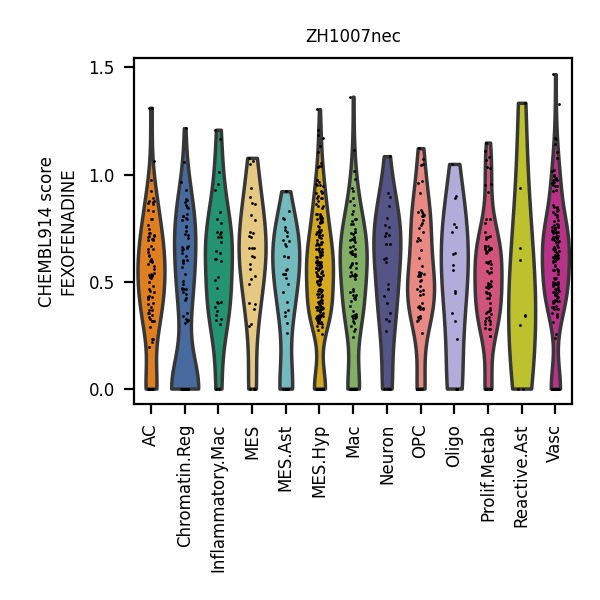 ZH1007nec
CHEMBL914 score
FEXOFENADINE
1.5
1.0
0.5
0.0
AC
Chromatin.Reg
Inflammatory.Mac
MES
MES.Ast
MES.Hyp
Mac
Neuron
OPC
Oligo
Prolif.Metab
Reactive.Ast
Vasc